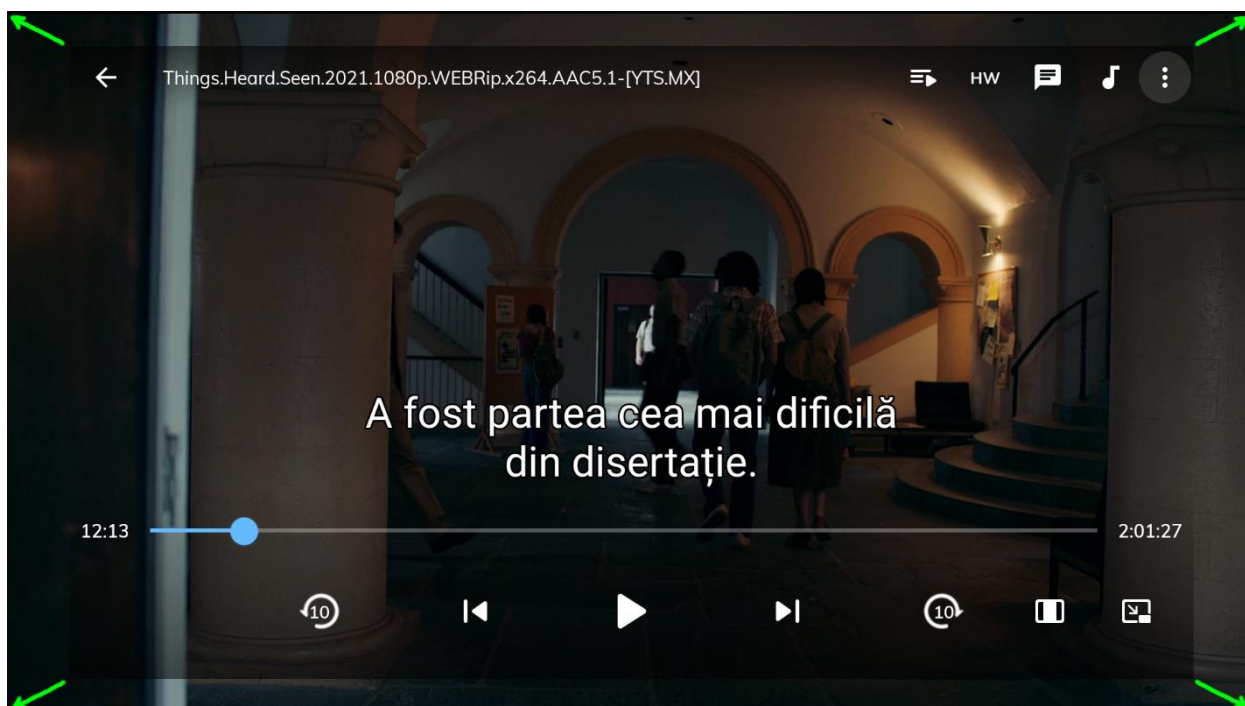 Things.Heard.Seen.2021.1080p.WEBRip.x264.AAC5.1-[YTS.MX]
HW
A fost partea cea mai dificilă
din disertație.
12:13
2:01:27
10
10